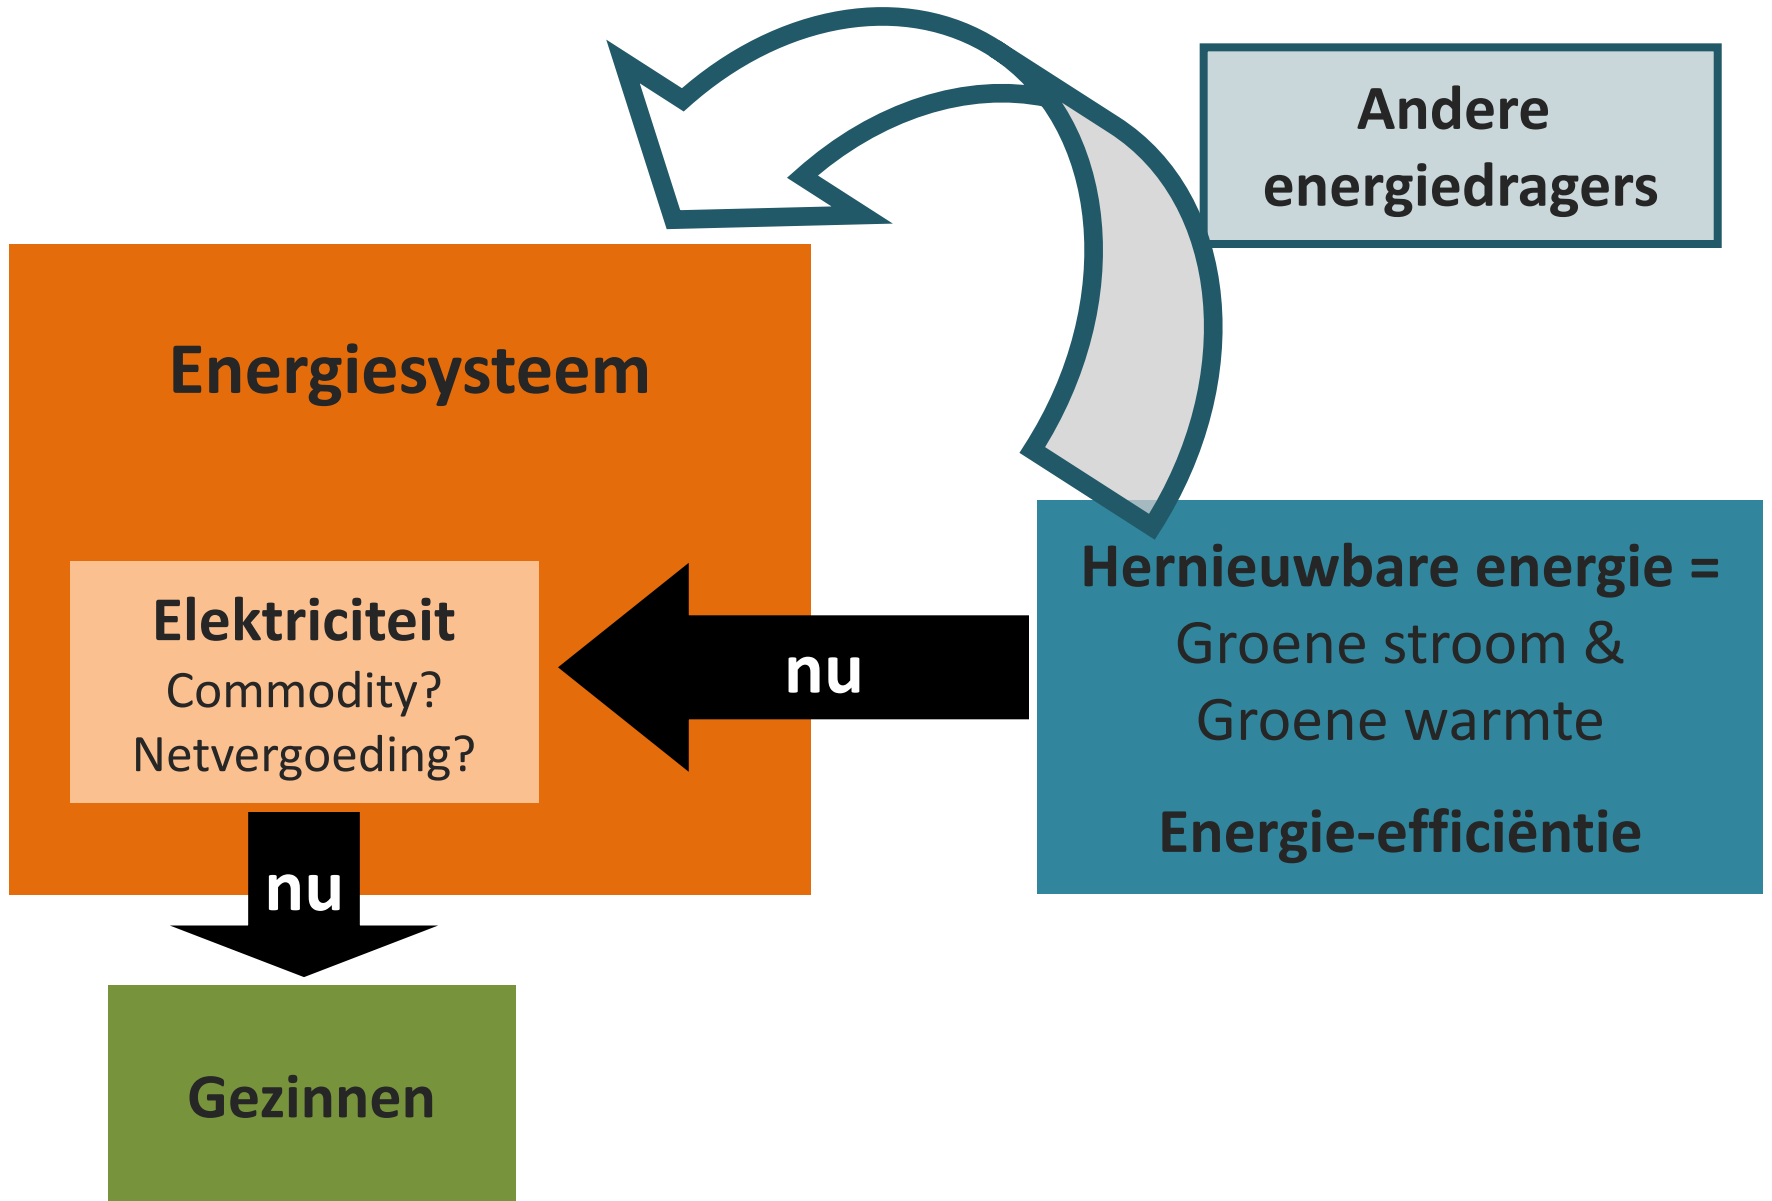 Andere
energiedragers
Energiesysteem
Elektriciteit
Commodity?
Netvergoeding?
nu
Hernieuwbare energie =
Groene stroom &
Groene warmte
Energie-efficiëntie
nu
Gezinnen